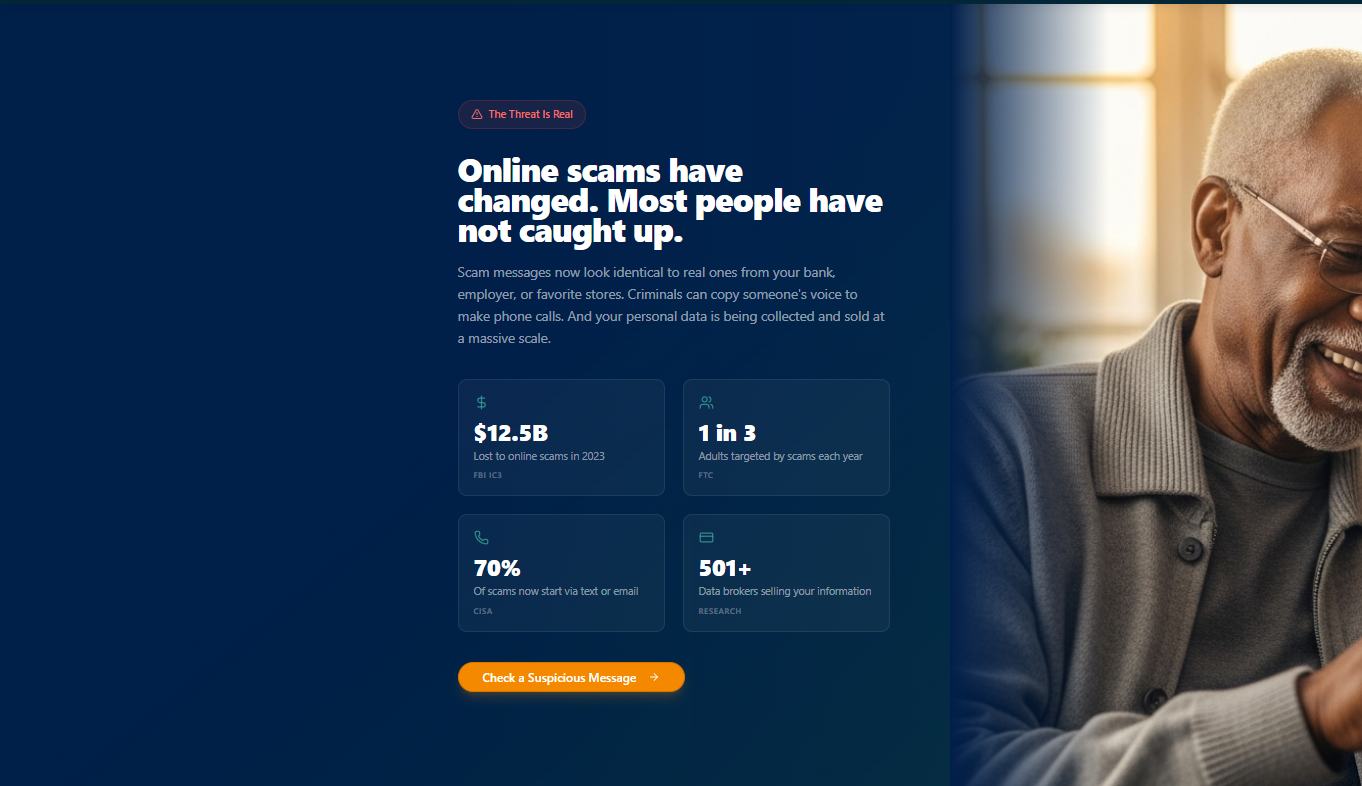 The Threat Is Real
Online scams have
changed. Most people have
not caught up.
Scam messages now look identical to real ones from your bank,
employer, or favorite stores. Criminals can copy someone's voice to
make phone calls. And your personal data is being collected and sold at
a massive scale.
$12.5B
Lost to online scams in 2023
FBI IC3
1 in 3
Adults targeted by scams each year
FTC
70%
Of scams now start via text or email
CISA
501+
Data brokers selling your information
RESEARCH
Check a Suspicious Message →